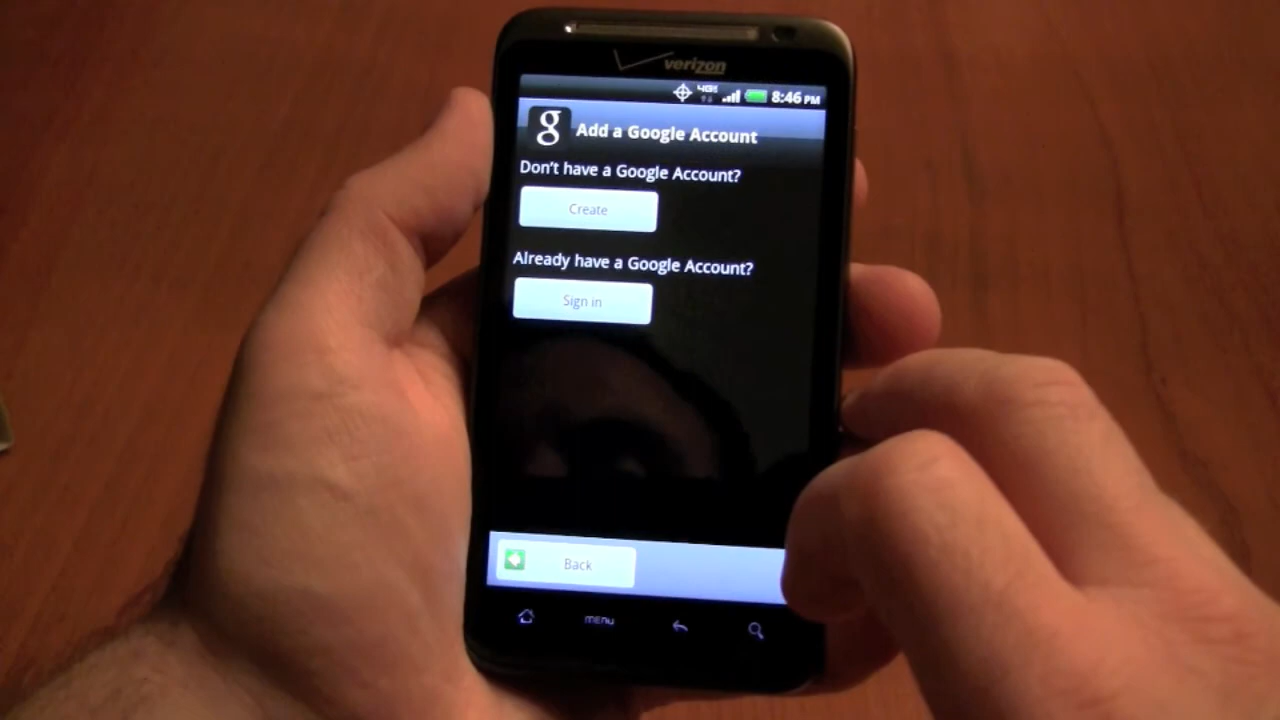 verizon
4G
8:46 PM
g
Add a Google Account
Don't have a Google Account?
Create
Already have a Google Account?
Sign in
Back
MENU